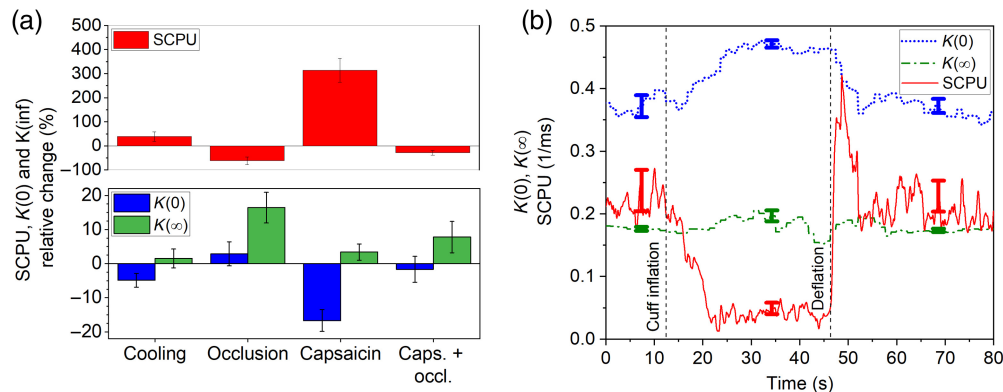 (a)
SCPU, K(0) and K(inf)
relative change (%)
500
400
300
200
100
0
−100
SCPU
20
10
0
−10
−20
K(0)
K(∞)
Cooling
Occlusion
Capsaicin
Caps. +
occl.
(b)
K(0), K(∞)
SCPU (1/ms)
0.5
0.4
0.3
0.2
0.1
0.0
K(0)
K(∞)
SCPU
Cuff inflation
Deflation
0 10 20 30 40 50 60 70 80
Time (s)